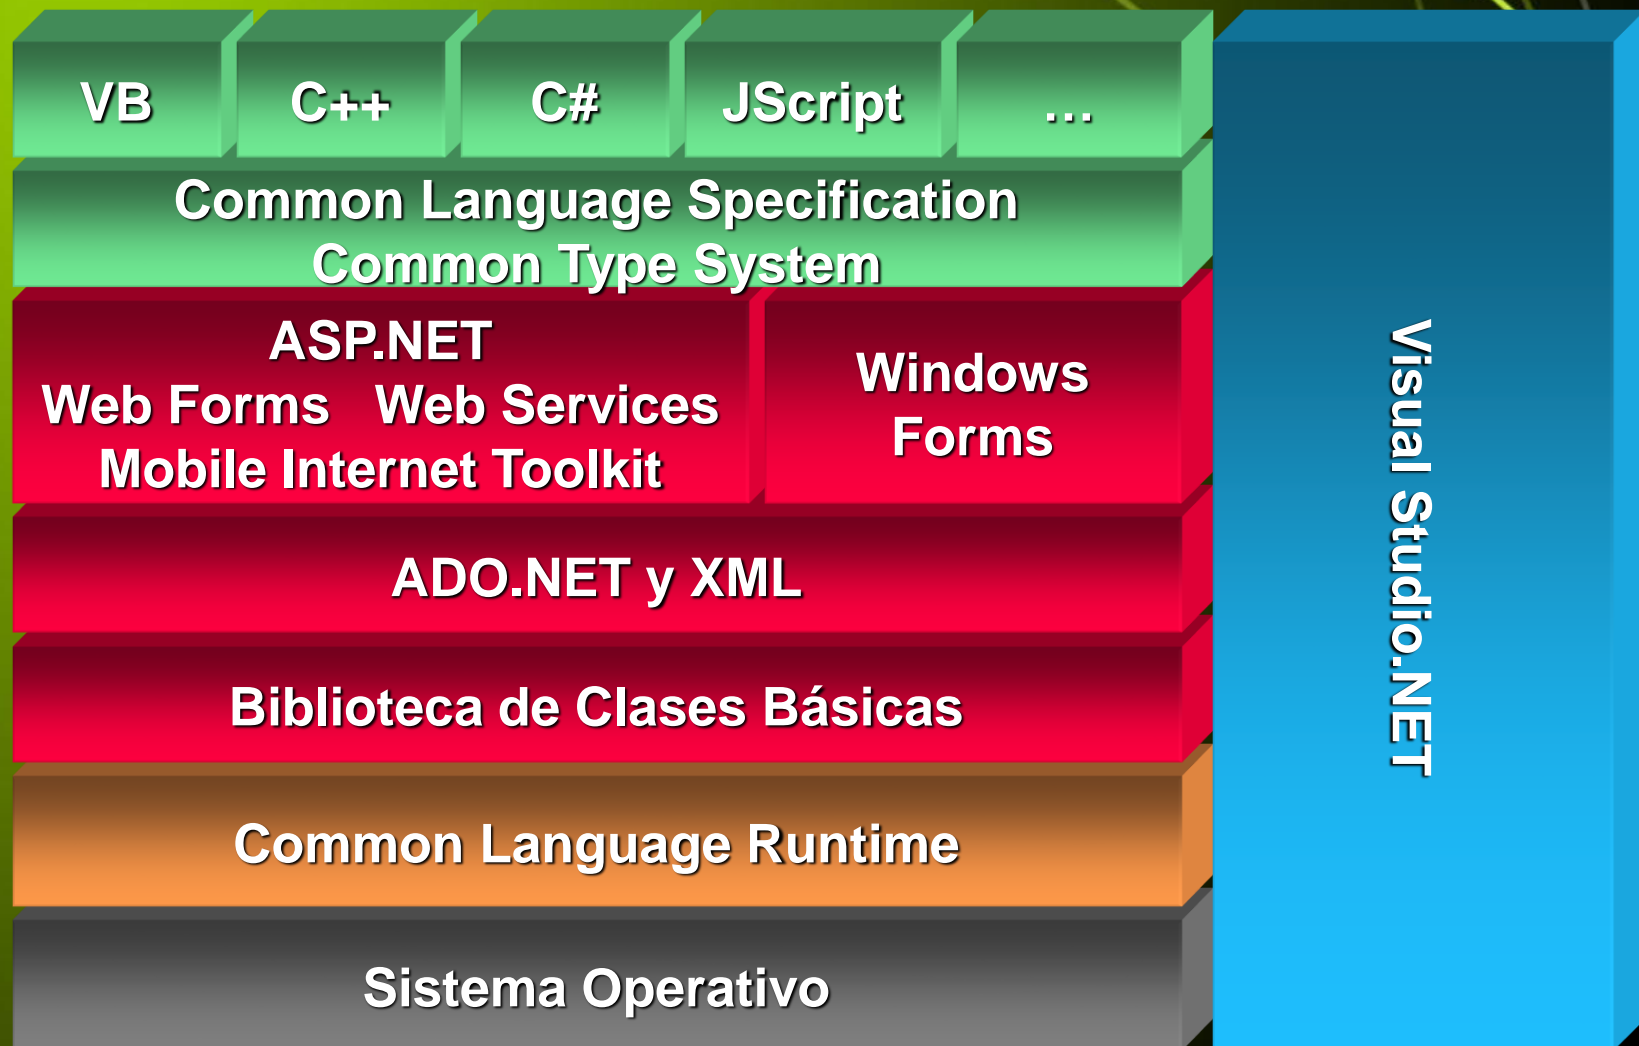 VB
C++
C#
JScript
...
Common Language Specification
Common Type System
ASP.NET
Web Forms Web Services
Mobile Internet Toolkit
Windows
Forms
ADO.NET y XML
Biblioteca de Clases Básicas
Common Language Runtime
Sistema Operativo
Visual Studio.NET